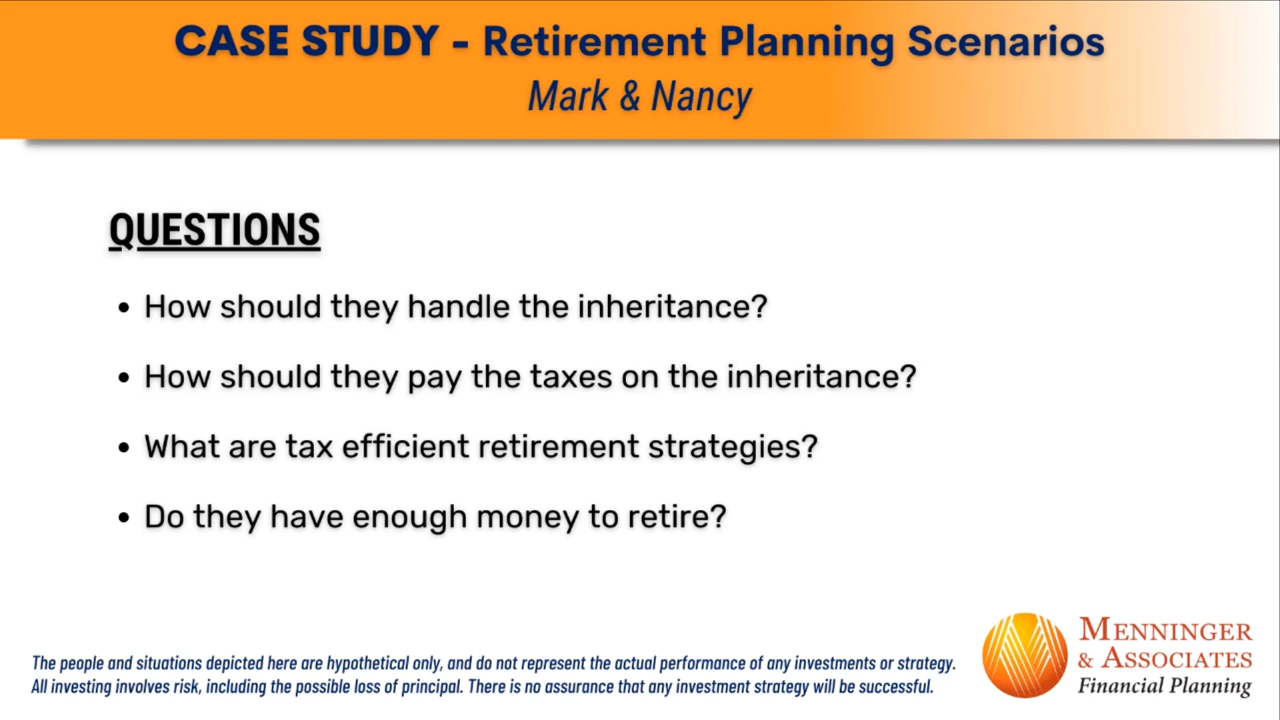 CASE STUDY - Retirement Planning Scenarios
Mark & Nancy
QUESTIONS
• How should they handle the inheritance?
• How should they pay the taxes on the inheritance?
• What are tax efficient retirement strategies?
• Do they have enough money to retire?
The people and situations depicted here are hypothetical only, and do not represent the actual performance of any investments or strategy.
All investing involves risk, including the possible loss of principal. There is no assurance that any investment strategy will be successful.
MENNINGER
& ASSOCIATES
Financial Planning